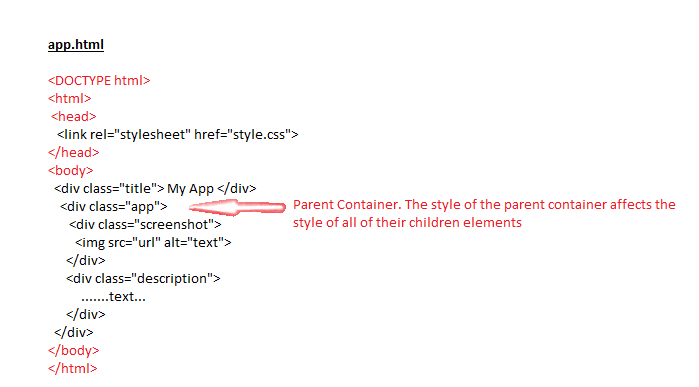 app.html
<DOCTYPE html>
<html>
<head>
<link rel="stylesheet" href="style.css">
</head>
<body>
<div class="title"> My App </div>
<div class="app">
Parent Container. The style of the parent container affects the
style of all of their children elements
<div class="screenshot">
<img src="url" alt="text">
</div>
<div class="description">
.......text...
</div>
</div>
</body>
</html>